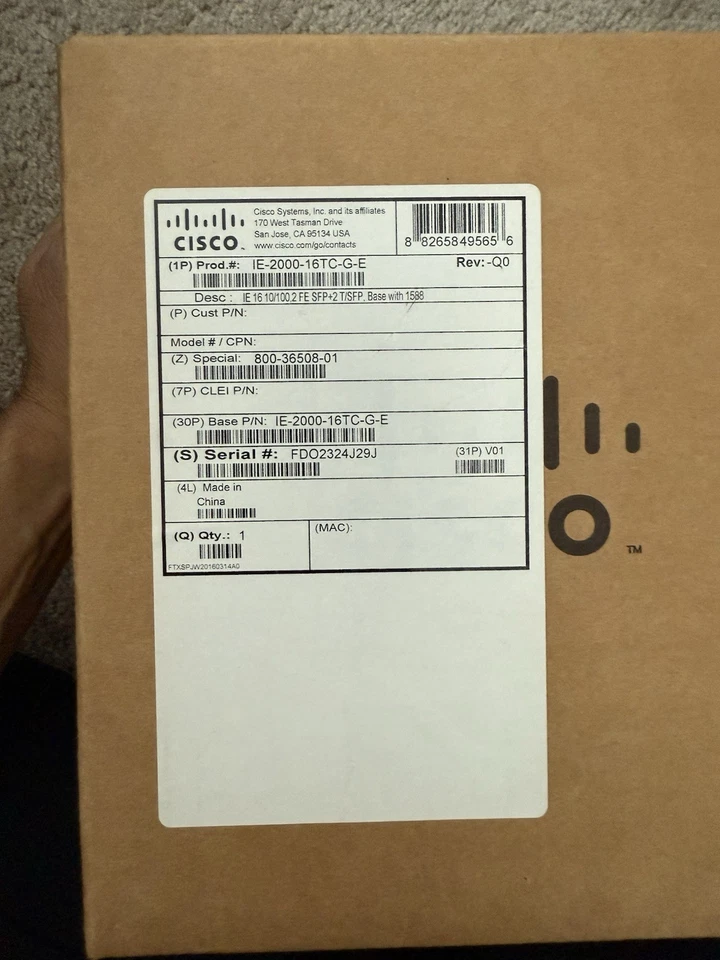 CISCO™
Cisco Systems, Inc. and its affiliates
170 West Tasman Drive
San Jose, CA 95134 USA
www.cisco.com/go/contacts
8 8265849565 6
(1P) Prod.#: IE-2000-16TC-G-E
Rev:-Q0
Desc : IE 16 10/100,2 FE SFP+2 T/SFP, Base with 1588
(P) Cust P/N:
Model # / CPN:
(Z) Special: 800-36508-01
(7P) CLEI P/N:
(30P) Base P/N: IE-2000-16TC-G-E
(S) Serial #: FDO2324J29J
(31P) V01
(4L) Made in
China
(Q) Qty.: 1
(MAC):
FTXSPJW20160314A0
o ™